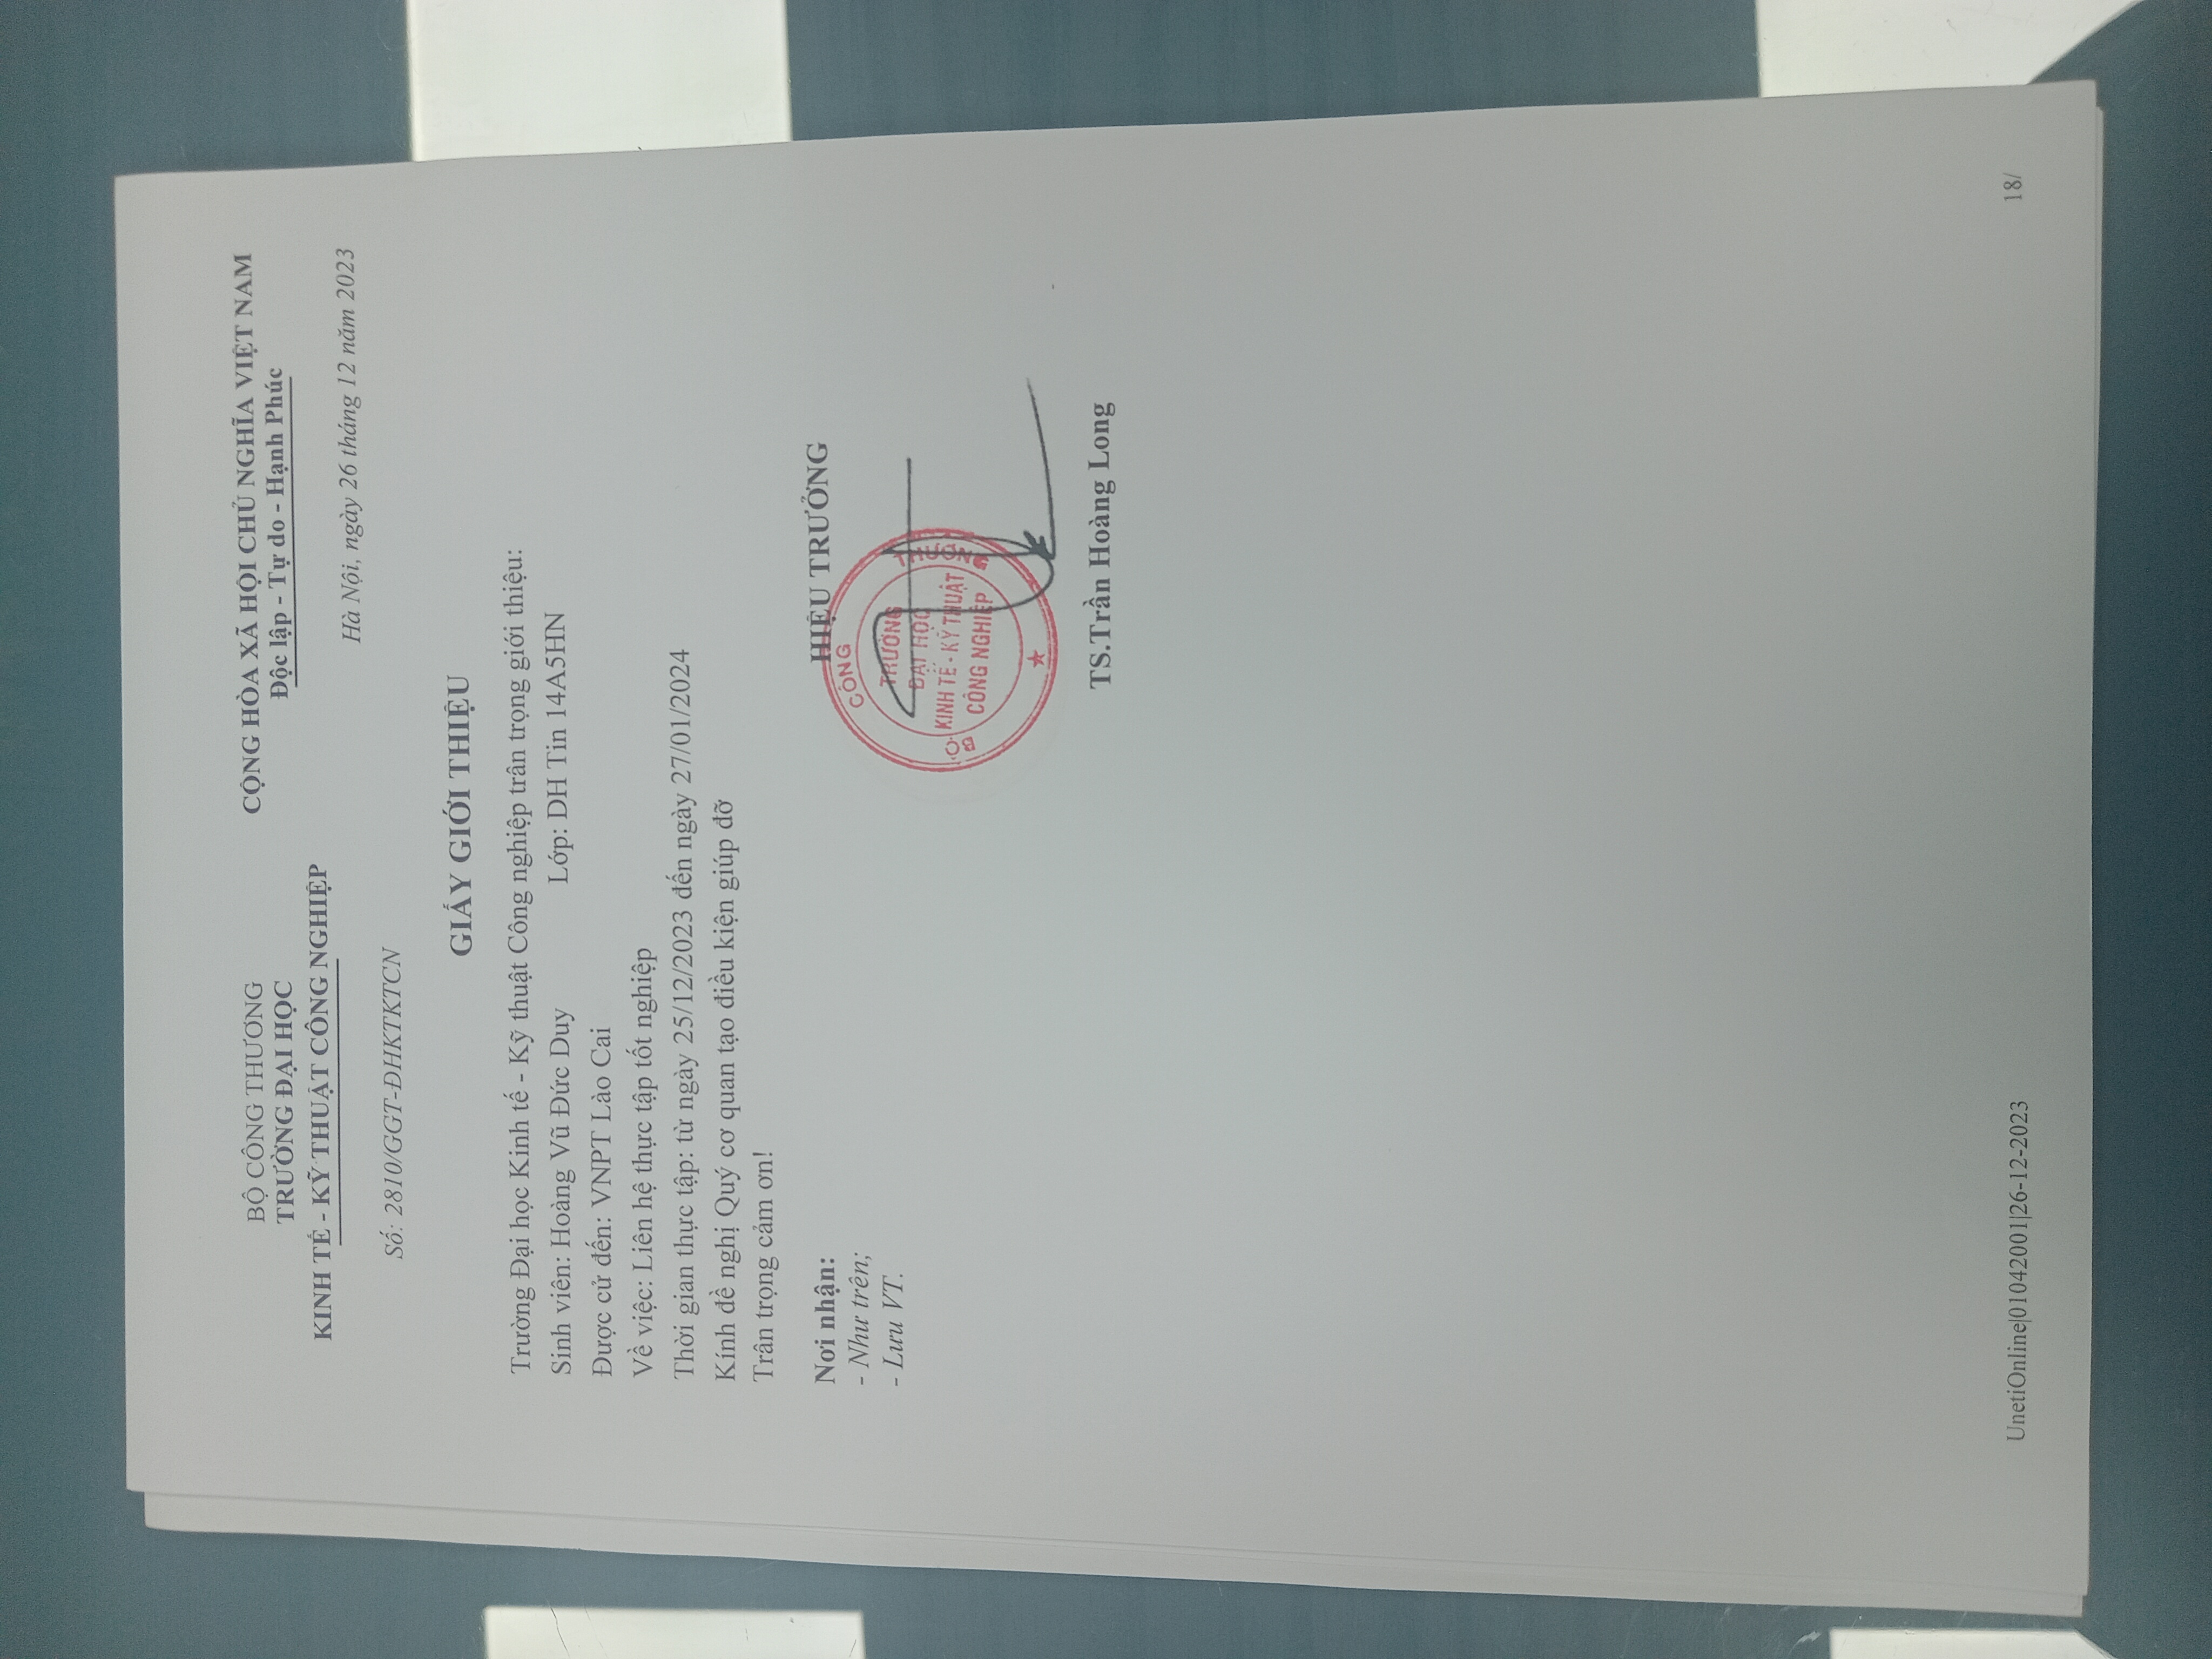 BỘ CÔNG THƯƠNG
TRƯỜNG ĐẠI HỌC
KINH TẾ - KỸ THUẬT CÔNG NGHIỆP
Số: 2810/GGT-ĐHKTKTCN
CỘNG HÒA XÃ HỘI CHỦ NGHĨA VIỆT NAM
Độc lập - Tự do - Hạnh Phúc
Hà Nội, ngày 26 tháng 12 năm 2023
GIẤY GIỚI THIỆU
Trường Đại học Kinh tế - Kỹ thuật Công nghiệp trân trọng giới thiệu:
Sinh viên: Hoàng Vũ Đức Duy Lớp: DH Tin 14A5HN
Được cử đến: VNPT Lào Cai
Về việc: Liên hệ thực tập tốt nghiệp
Thời gian thực tập: từ ngày 25/12/2023 đến ngày 27/01/2024
Kính đề nghị Quý cơ quan tạo điều kiện giúp đỡ
Trân trọng cảm ơn!
Nơi nhận:
- Như trên;
- Lưu VT.
HIỆU TRƯỞNG
BỘ CÔNG THƯƠNG
TRƯỜNG
ĐẠI HỌC
KINH TẾ - KỸ THUẬT
CÔNG NGHIỆP
TS.Trần Hoàng Long
UnetiOnline|01042001|26-12-2023
18/